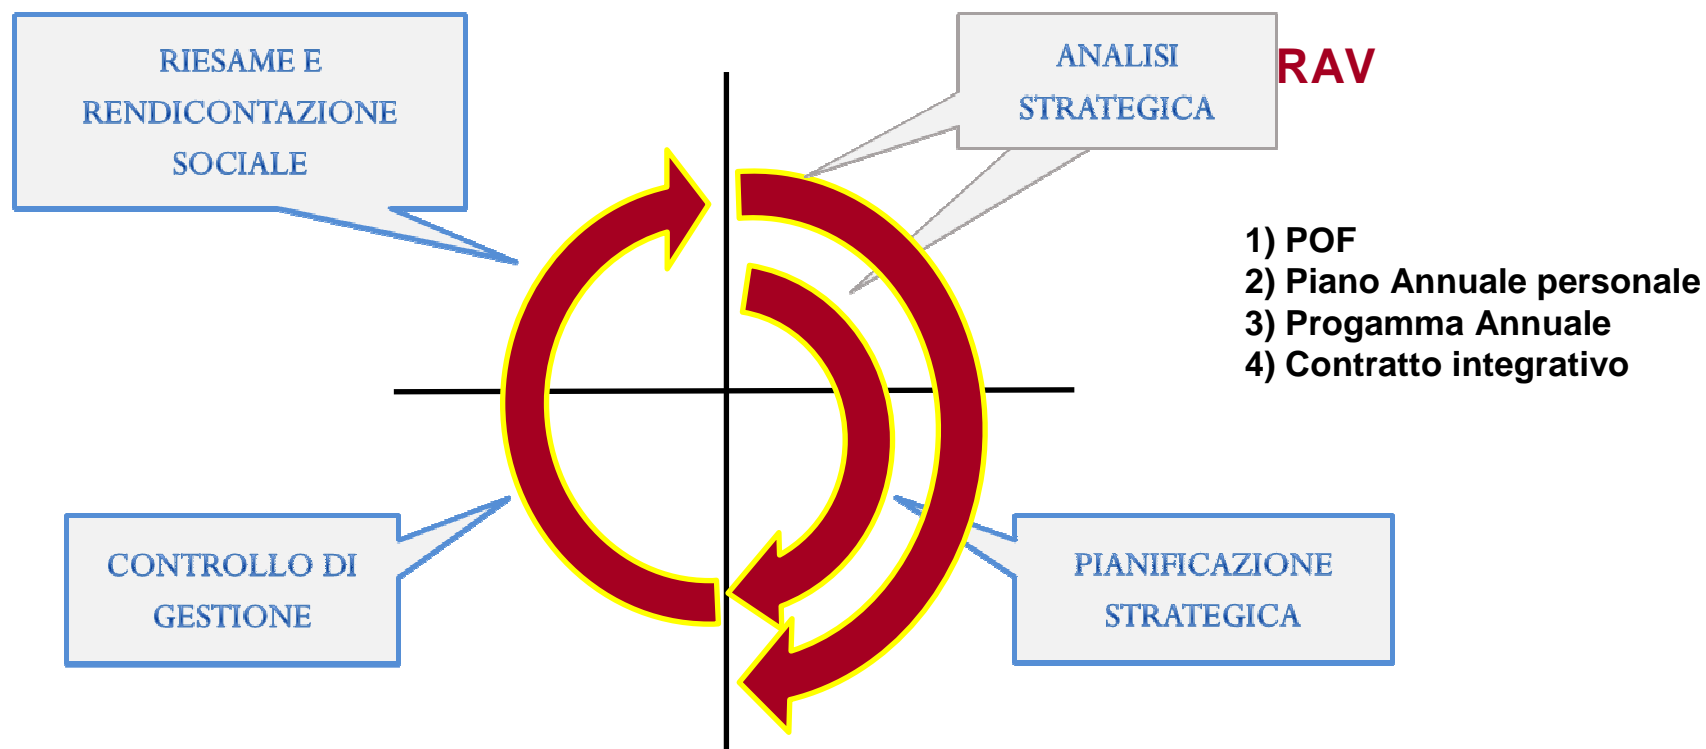 RIESAME E
RENDICONTAZIONE
SOCIALE
ANALISI
STRATEGICA
RAV
1) POF
2) Piano Annuale personale
3) Progamma Annuale
4) Contratto integrativo
CONTROLLO DI
GESTIONE
PIANIFICAZIONE
STRATEGICA